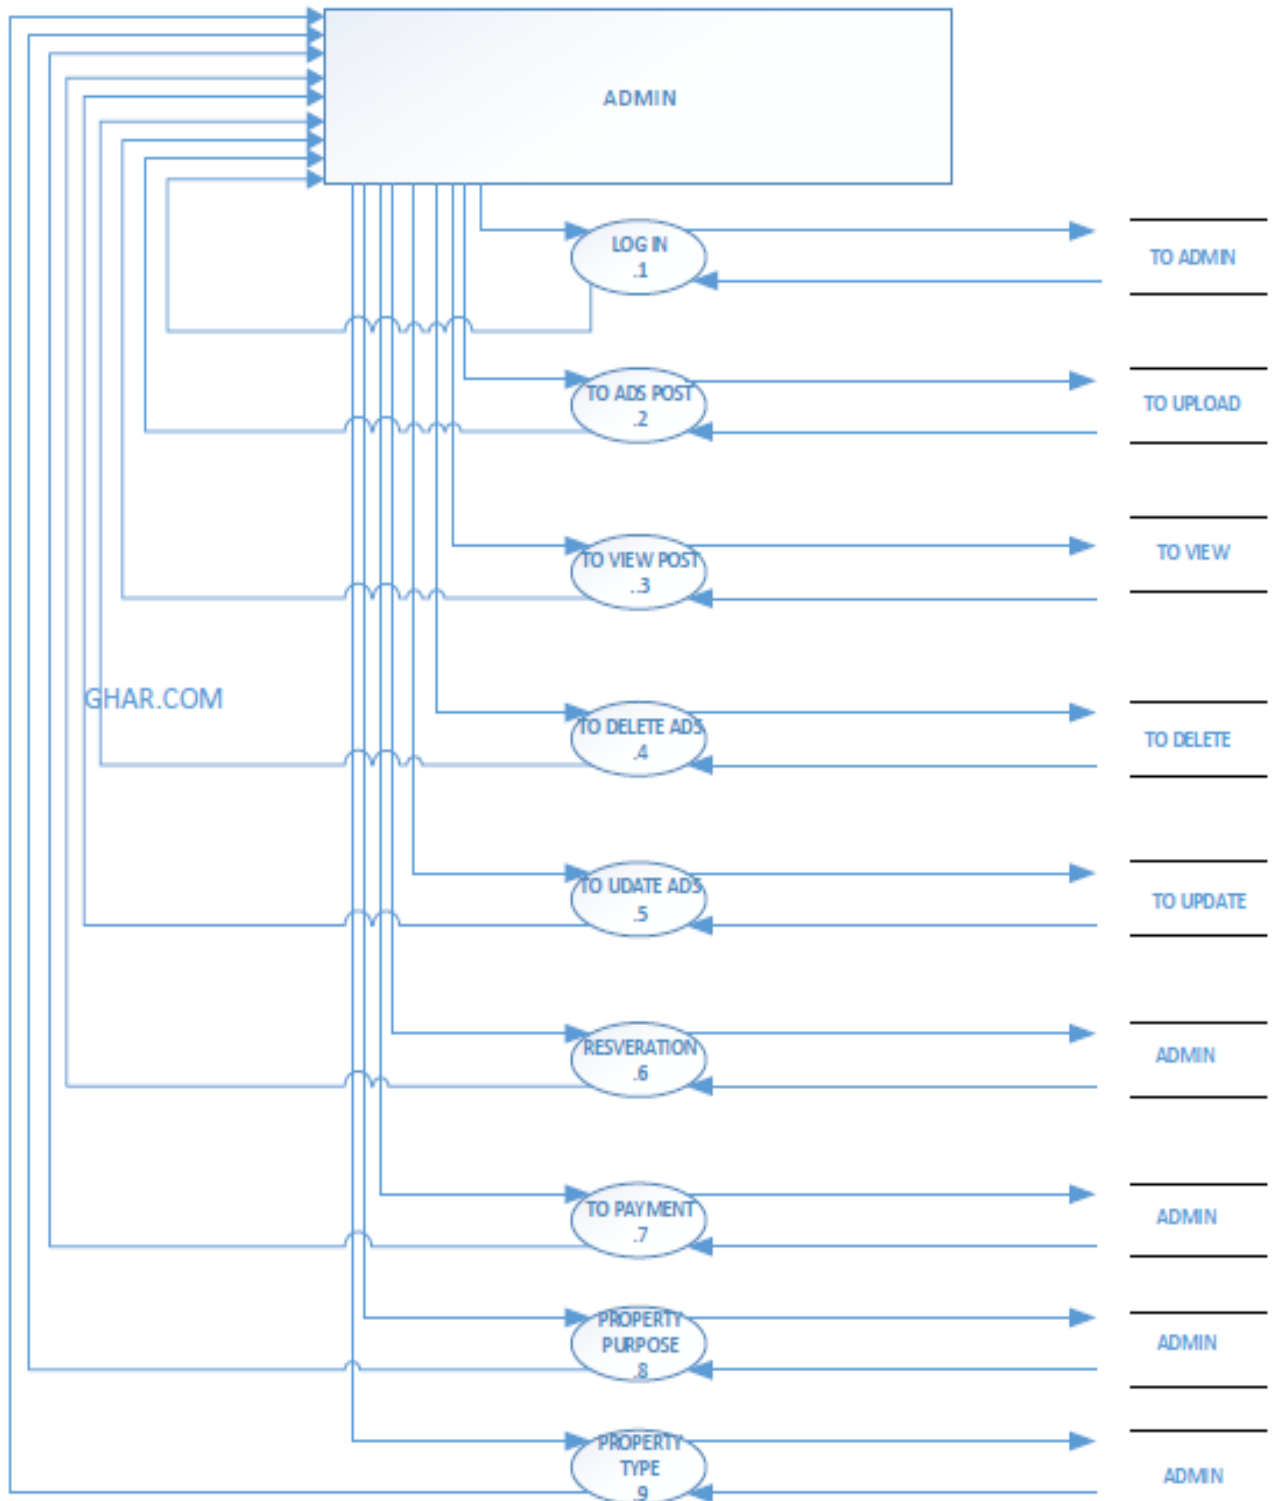 ADMIN
LOG IN
.1
TO ADMIN
TO ADS POST
.2
TO UPLOAD
TO VIEW POST
..3
TO VIEW
GHAR.COM
TO DELETE ADS
.4
TO DELETE
TO UDATE ADS
.5
TO UPDATE
RESVERATION
.6
ADMIN
TO PAYMENT
.7
ADMIN
PROPERTY
PURPOSE
.8
ADMIN
PROPERTY
TYPE
.9
ADMIN